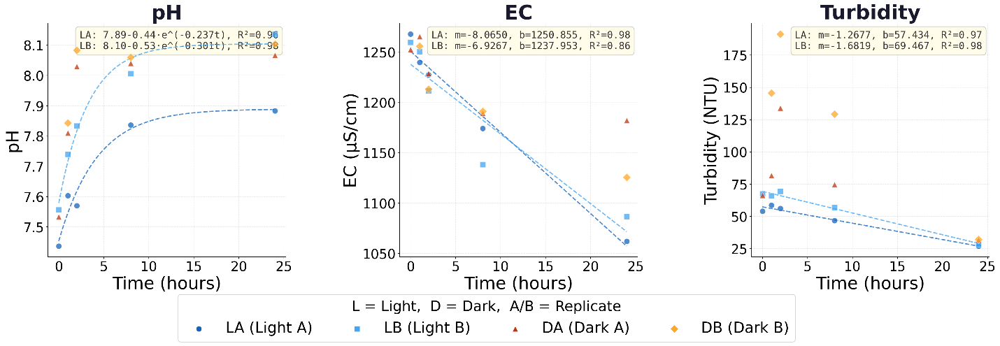 pH
LA: 7.89-0.44·e^(-0.237t), R²=0.96
LB: 8.10-0.53·e^(-0.301t), R²=0.98
8.1
8.0
7.9
7.8
7.7
7.6
7.5
pH
0 5 10 15 20 25
Time (hours)
EC
LA: m=-8.0650, b=1250.855, R²=0.98
LB: m=-6.9267, b=1237.953, R²=0.86
1250
1200
1150
1100
1050
EC (µS/cm)
0 5 10 15 20 25
Time (hours)
Turbidity
LA: m=-1.2677, b=57.434, R²=0.97
LB: m=-1.6819, b=69.467, R²=0.98
175
150
125
100
75
50
25
Turbidity (NTU)
0 5 10 15 20 25
Time (hours)
L = Light, D = Dark, A/B = Replicate
LA (Light A) LB (Light B) DA (Dark A) DB (Dark B)